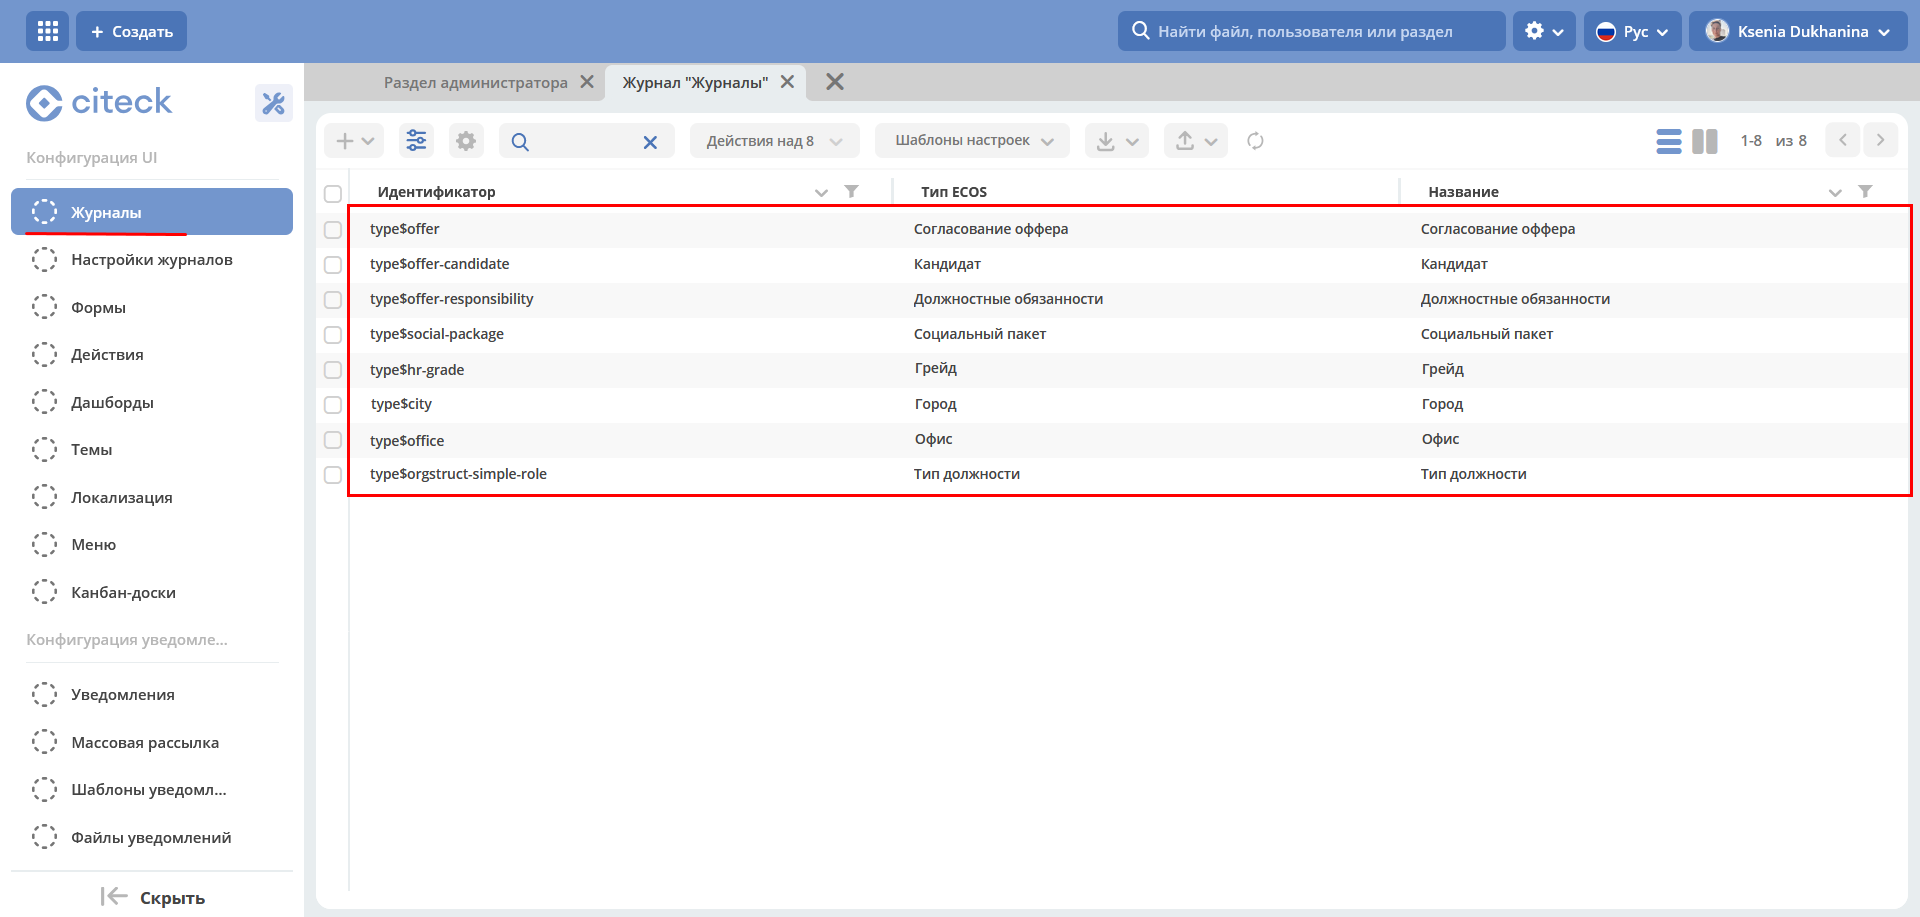 + Создать
Найти файл, пользователя или раздел
Рус
Ksenia Dukhanina
citeck
Раздел администратора
Журнал "Журналы"
Конфигурация UI
Журналы
Настройки журналов
Формы
Действия
Дашборды
Темы
Локализация
Меню
Канбан-доски
Конфигурация уведомле...
Уведомления
Массовая рассылка
Шаблоны уведомл...
Файлы уведомлений
Скрыть
Действия над 8
Шаблоны настроек
1-8 из 8
Идентификатор Тип ECOS Название
type$offer Согласование оффера Согласование оффера
type$offer-candidate Кандидат Кандидат
type$offer-responsibility Должностные обязанности Должностные обязанности
type$social-package Социальный пакет Социальный пакет
type$hr-grade Грейд Грейд
type$city Город Город
type$office Офис Офис
type$orgstruct-simple-role Тип должности Тип должности